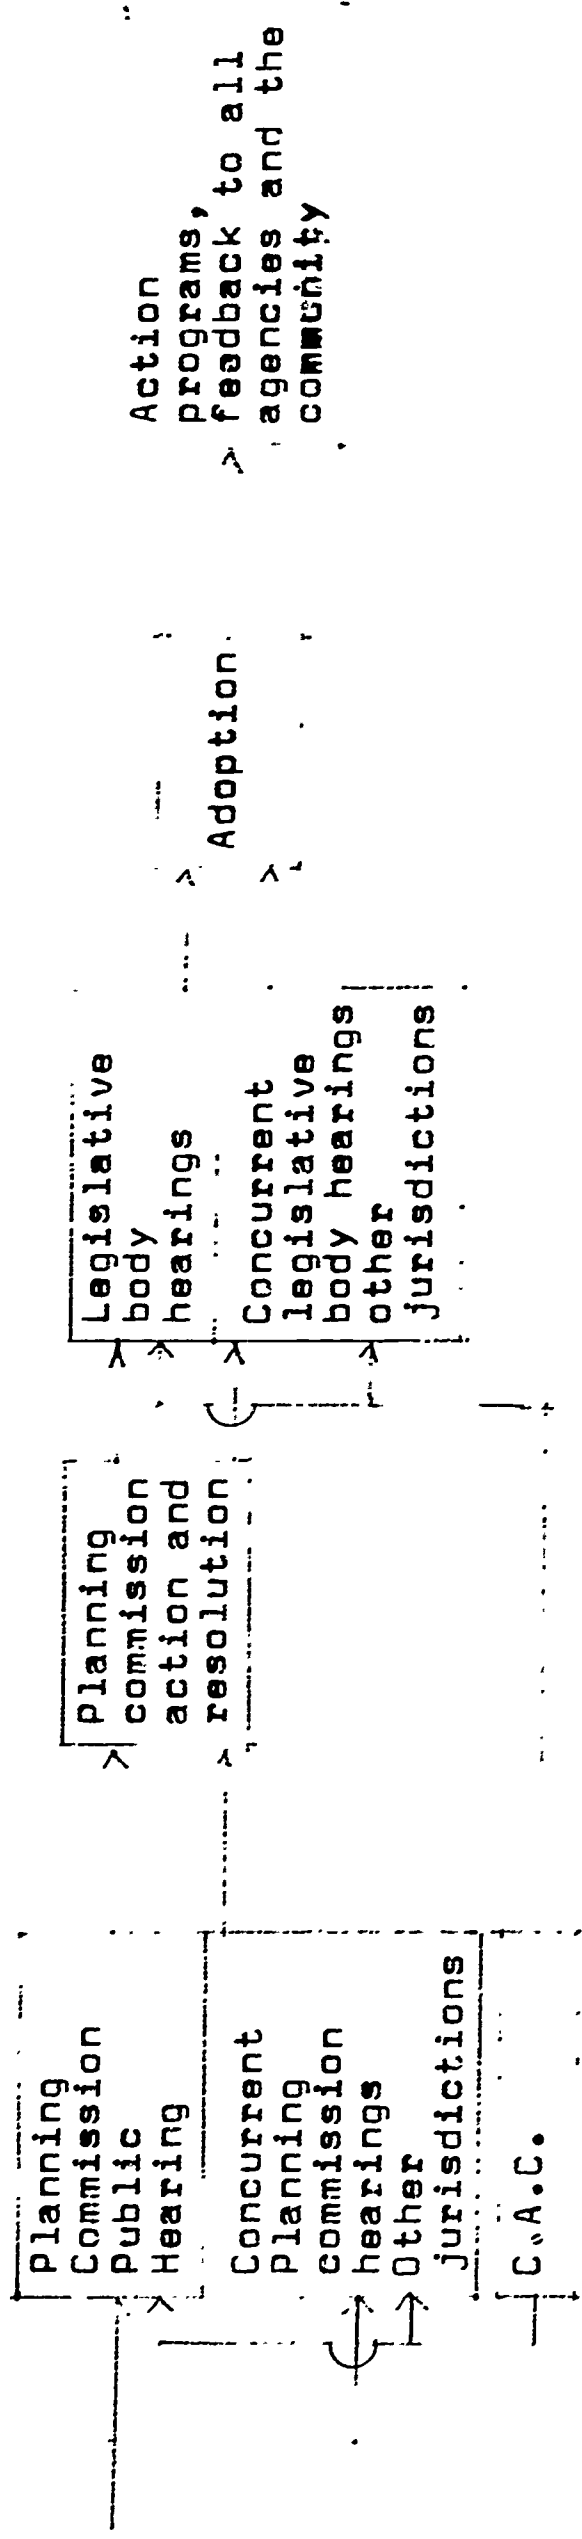 Planning
Commission
Public
Hearing
Concurrent
Planning
commission
hearings
Other
jurisdictions
C.A.C.
Planning
commission
action and
resolution
Legislative
body
hearings
Concurrent
legislative
body hearings
other
jurisdictions
Adoption
Action
programs,
feedback to all
agencies and the
community